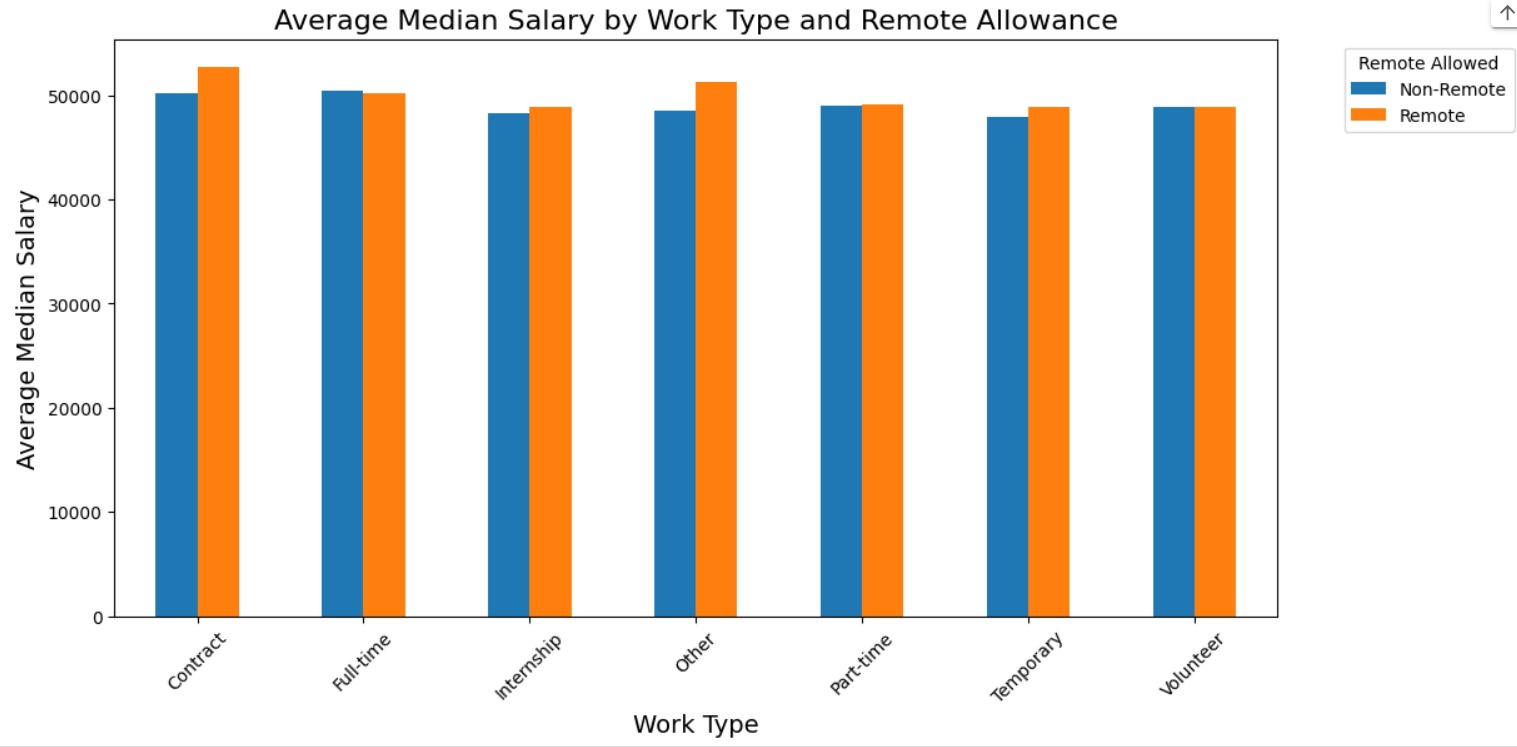 Average Median Salary by Work Type and Remote Allowance
Remote Allowed
Non-Remote
Remote
Average Median Salary
50000
40000
30000
20000
10000
0
Contract
Full-time
Internship
Other
Part-time
Temporary
Volunteer
Work Type